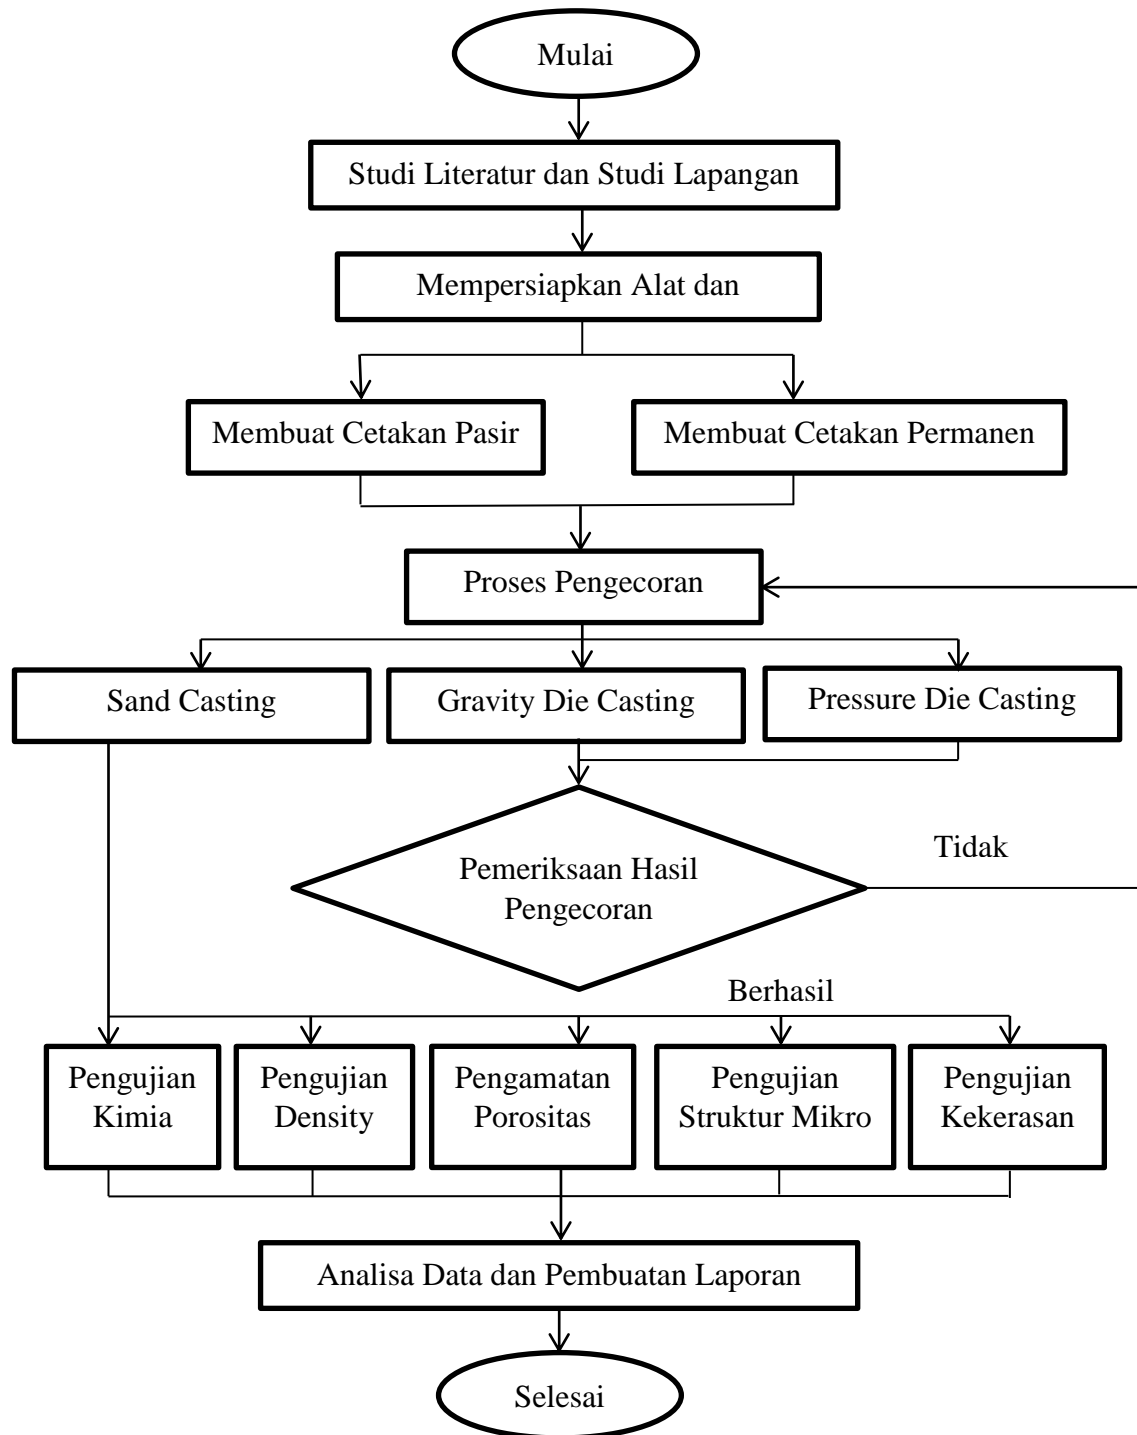 Mulai
Studi Literatur dan Studi Lapangan
Mempersiapkan Alat dan
Membuat Cetakan Pasir
Membuat Cetakan Permanen
Proses Pengecoran
Sand Casting
Gravity Die Casting
Pressure Die Casting
Pemeriksaan Hasil
Pengecoran
Tidak
Berhasil
Pengujian
Kimia
Pengujian
Density
Pengamatan
Porositas
Pengujian
Struktur Mikro
Pengujian
Kekerasan
Analisa Data dan Pembuatan Laporan
Selesai